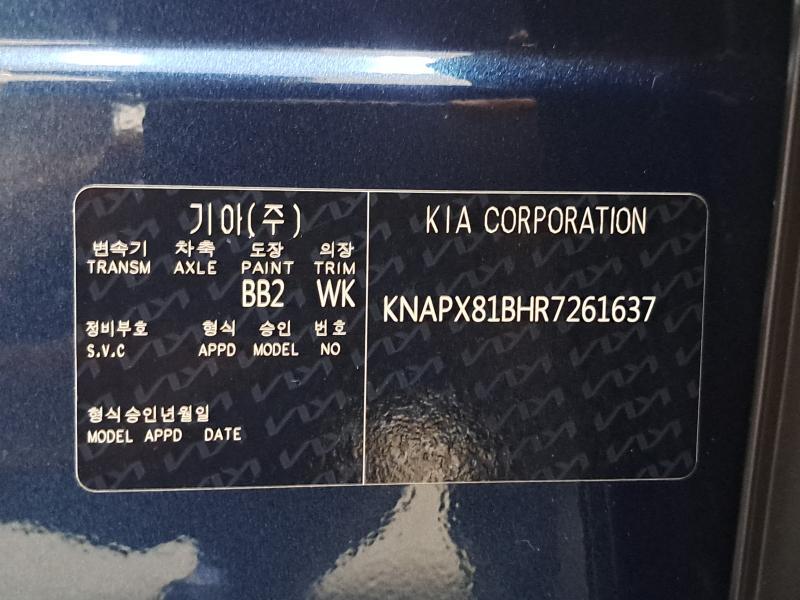 기아(주)
변속기 차축 도장 의장
TRANSM AXLE PAINT TRIM
BB2 WK
정비부호 형식 승인 번호
S.V.C APPD MODEL NO
형식승인년월일
MODEL APPD DATE
KIA CORPORATION
KNAPX81BHR7261637